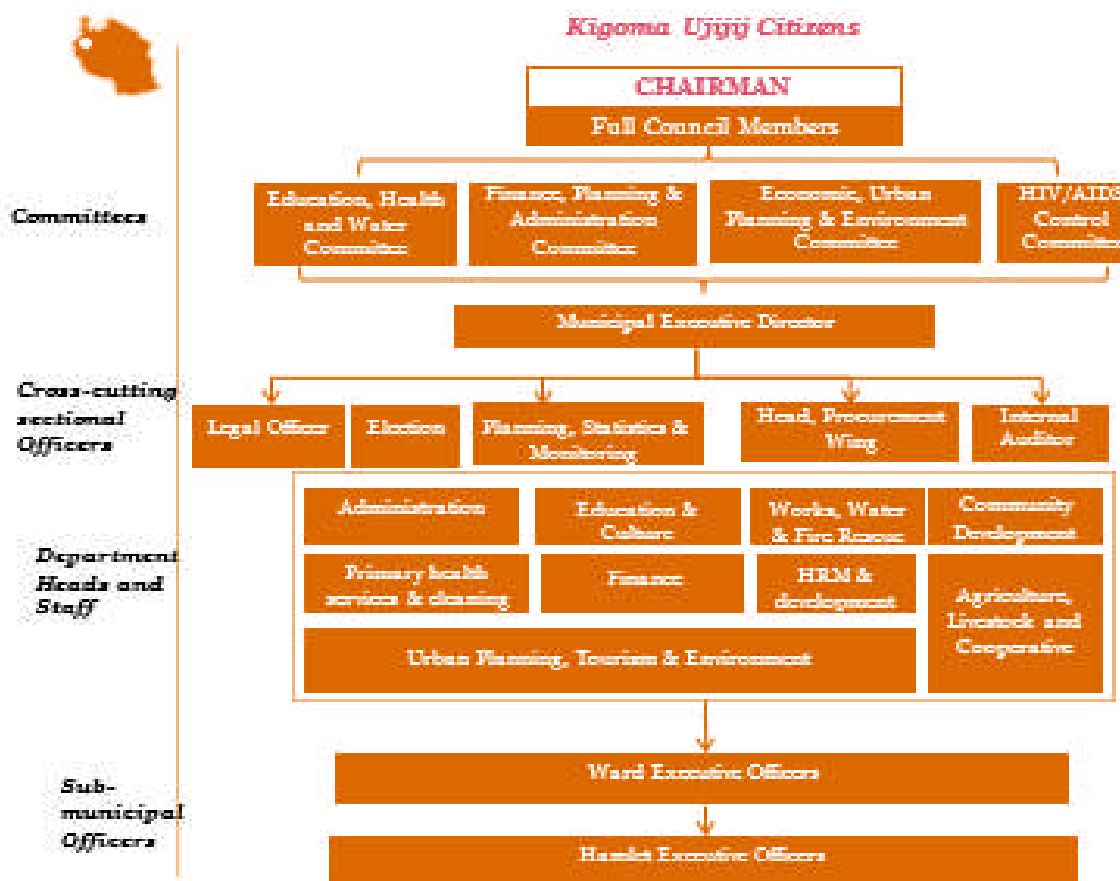 Kigoma Ujijij Citizens
CHAIRMAN
Full Council Members
Committees
Education, Health
and Water
Committee
Finance, Planning &
Administration
Committee
Economic, Urban
Planning & Environment
Committee
HIV/AIDS
Control
Committee
Municipal Executive Director
Cross-cutting
sectional
Officers
Legal Officer
Election
Planning, Statistics &
Monitoring
Head, Procurement
Wing
Internal
Auditor
Department
Heads and
Staff
Administration
Education &
Culture
Works, Water
& Fire Rescue
Community
Development
Primary health
services & cleaning
Finance
HRM &
development
Agriculture,
Livestock and
Cooperative
Urban Planning, Tourism & Environment
Sub-
municipal
Officers
Ward Executive Officers
Hamlet Executive Officers